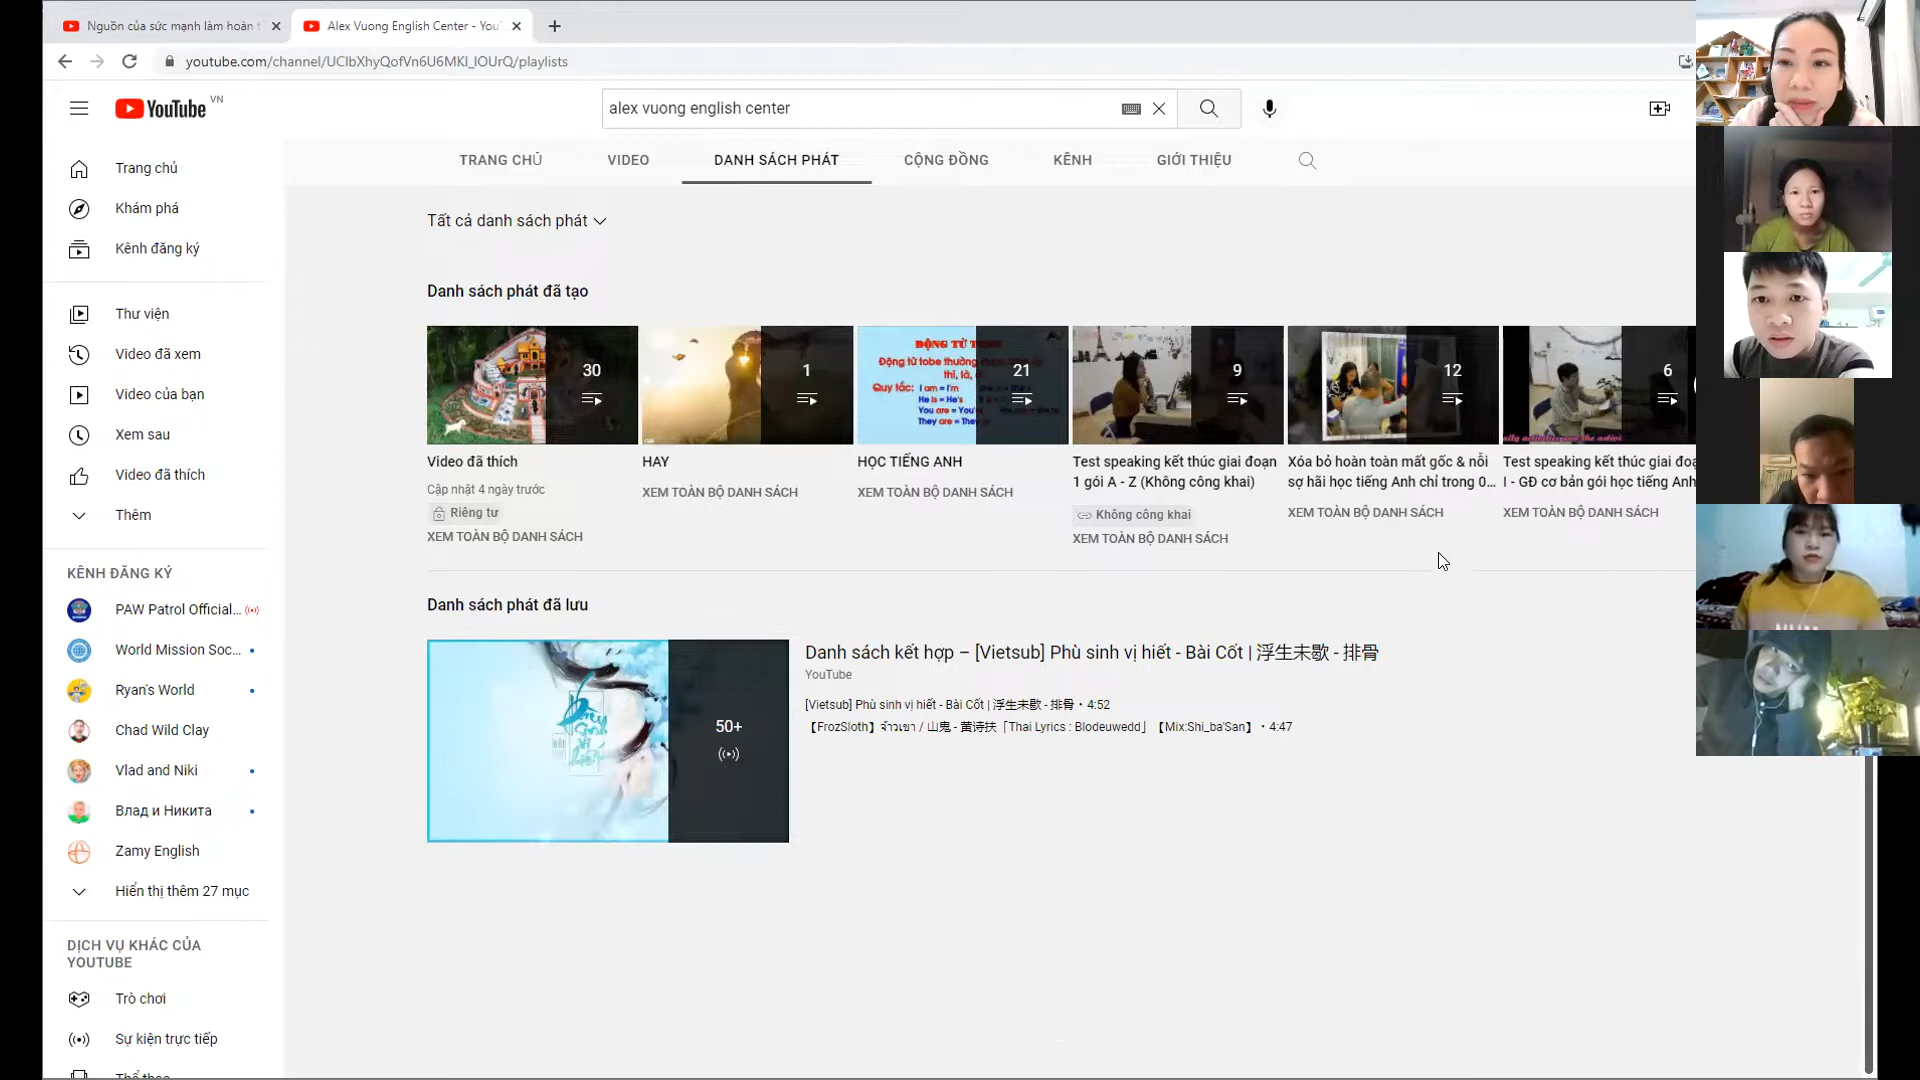 Nguồn của sức mạnh làm hoàn t
Alex Vuong English Center - You
youtube.com/channel/UCIbXhyQofVn6U6MKI_IOUrQ/playlists
YouTube VN
alex vuong english center
TRANG CHỦ VIDEO DANH SÁCH PHÁT CỘNG ĐỒNG KÊNH GIỚI THIỆU
Trang chủ
Khám phá
Kênh đăng ký
Thư viện
Video đã xem
Video của bạn
Xem sau
Video đã thích
Thêm
KÊNH ĐĂNG KÝ
PAW Patrol Official...
World Mission Soc...
Ryan's World
Chad Wild Clay
Vlad and Niki
Влад и Никита
Zamy English
Hiển thị thêm 27 mục
DỊCH VỤ KHÁC CỦA
YOUTUBE
Trò chơi
Sự kiện trực tiếp
Thể thao
Tất cả danh sách phát
Danh sách phát đã tạo
30
Video đã thích
Cập nhật 4 ngày trước
Riêng tư
XEM TOÀN BỘ DANH SÁCH
1
HAY
XEM TOÀN BỘ DANH SÁCH
ĐỘNG TỪ TOBE
Động từ tobe thường
thì, là,
Quy tắc: I am = I'm
He is = He's
You are = You'
They are = They
21
HỌC TIẾNG ANH
XEM TOÀN BỘ DANH SÁCH
9
Test speaking kết thúc giai đoạn
1 gói A - Z (Không công khai)
Không công khai
XEM TOÀN BỘ DANH SÁCH
12
Xóa bỏ hoàn toàn mất gốc & nỗi
sợ hãi học tiếng Anh chỉ trong 0...
XEM TOÀN BỘ DANH SÁCH
6
Test speaking kết thúc giai đoạ
I - GĐ cơ bản gói học tiếng Anh
XEM TOÀN BỘ DANH SÁCH
Danh sách phát đã lưu
50+
Danh sách kết hợp – [Vietsub] Phù sinh vị hiết - Bài Cốt | 浮生未歇 - 排骨
YouTube
[Vietsub] Phù sinh vị hiết - Bài Cốt | 浮生未歇 - 排骨 • 4:52
【FrozSloth】จ้าวเขา / 山鬼 - 黄诗扶「Thai Lyrics : Blodeuwedd」【Mix:Shi_ba'San】 • 4:47